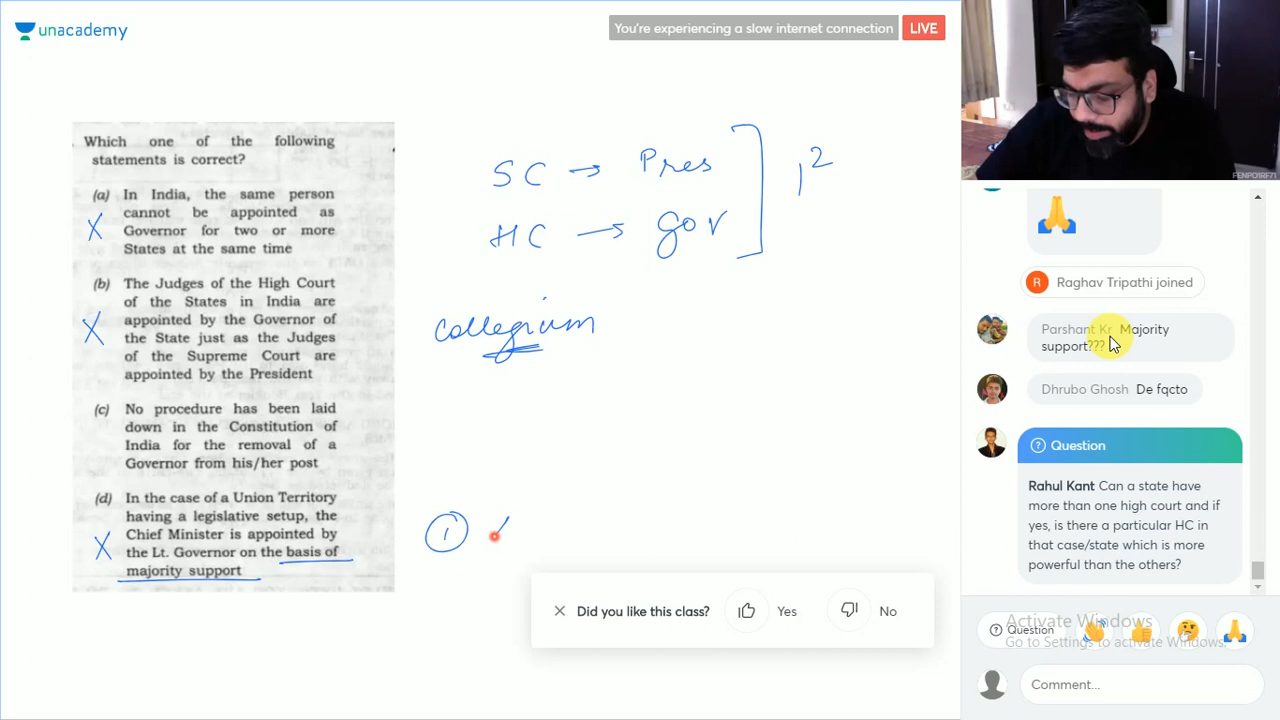 unacademy
You're experiencing a slow internet connection
LIVE
Which one of the following
statements is correct?
(a) In India, the same person
cannot be appointed as
Governor for two or more
States at the same time
X
(b) The Judges of the High Court
of the States in India are
appointed by the Governor of
the State just as the Judges
of the Supreme Court are
appointed by the President
X
(c) No procedure has been laid
down in the Constitution of
India for the removal of a
Governor from his/her post
(d) In the case of a Union Territory
having a legislative setup, the
Chief Minister is appointed by
the Lt. Governor on the basis of
majority support
X
SC → Pres
HC → gov
collegium
1
Did you like this class?
Yes
No
FENPO1RF71
R
Raghav Tripathi joined
Parshant Kr Majority
support???
Dhrubo Ghosh De fqcto
Question
Rahul Kant Can a state have
more than one high court and if
yes, is there a particular HC in
that case/state which is more
powerful than the others?
Activate Windows
Go to Settings to activate Windows.
Question
Comment...